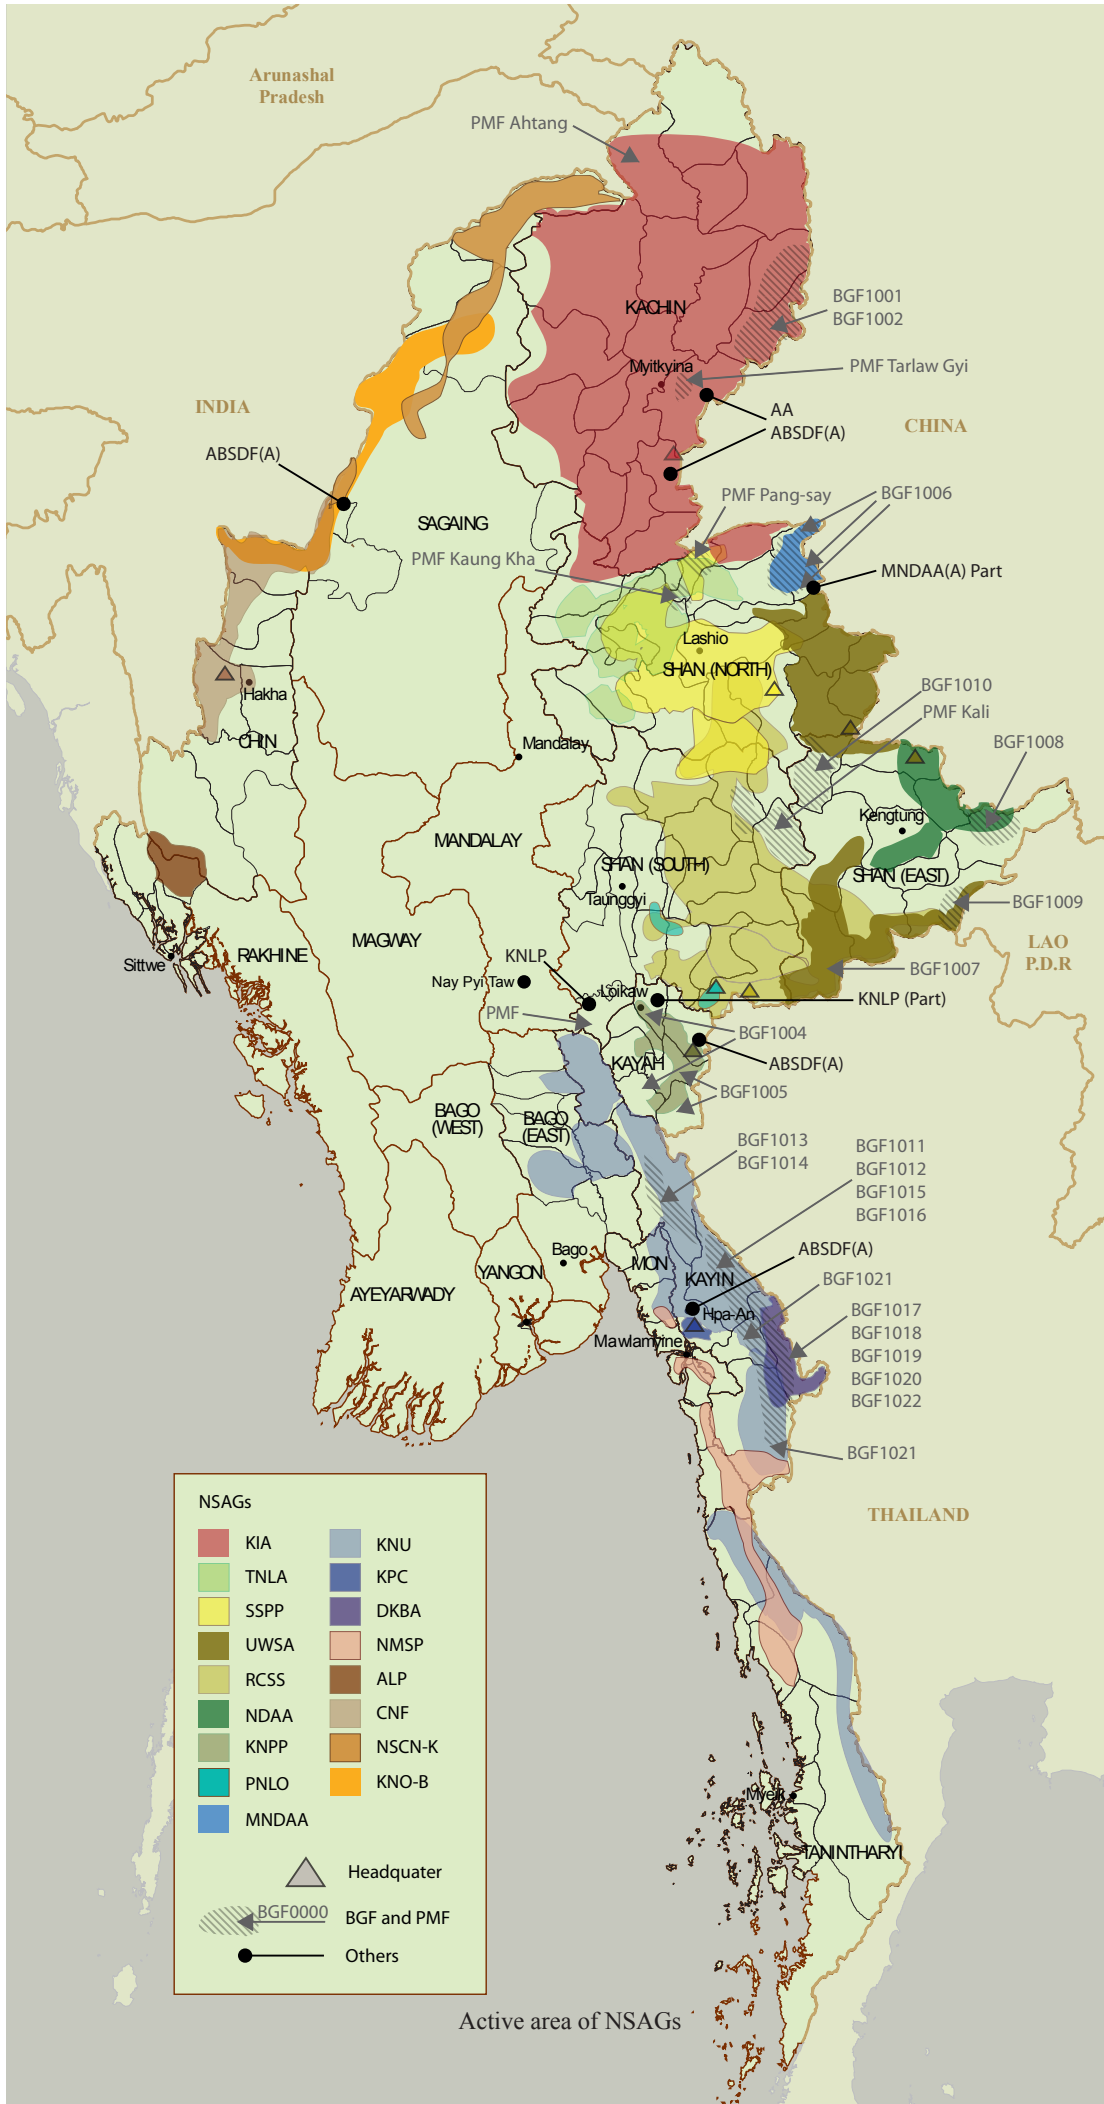 Arunashal
Pradesh
PMF Ahtang
KACHIN
BGF1001
BGF1002
Myitkyina
PMF Tarlaw Gyi
INDIA
AA
ABSDF(A)
CHINA
ABSDF(A)
SAGAING
PMF Pang-say
BGF1006
PMF Kaung Kha
MNDAA(A) Part
Lashio
SHAN (NORTH)
Hakha
BGF1010
PMF Kali
BGF1008
CHIN
Mandalay
Kengtung
MANDALAY
SHAN (SOUTH)
SHAN (EAST)
Taunggyi
BGF1009
MAGWAY
RAKHINE
Sittwe
KNLP
LAO
P.D.R
BGF1007
Nay Pyi Taw
Loikaw
KNLP (Part)
PMF
BGF1004
KAYAH
ABSDF(A)
BGF1005
BAGO
(WEST)
BAGO
(EAST)
BGF1013
BGF1014
BGF1011
BGF1012
BGF1015
BGF1016
Bago
MON
ABSDF(A)
YANGON
KAYIN
AYEYARWADY
BGF1021
Hpa-An
Mawlamyine
BGF1017
BGF1018
BGF1019
BGF1020
BGF1022
BGF1021
THAILAND
Myeik
TANINTHARYI
NSAGs
KIA
TNLA
SSPP
UWSA
RCSS
NDAA
KNPP
PNLO
MNDAA
KNU
KPC
DKBA
NMSP
ALP
CNF
NSCN-K
KNO-B
Headquater
BGF0000
BGF and PMF
Others
Active area of NSAGs